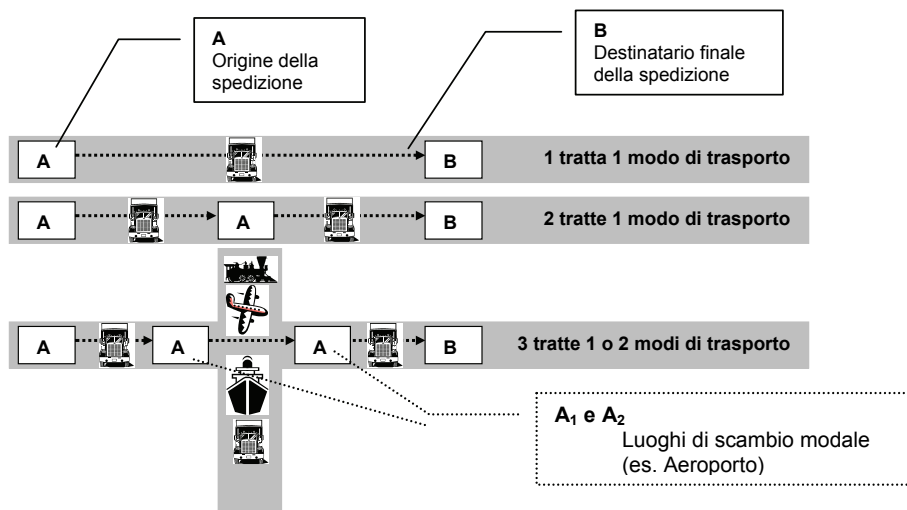 A
Origine della
spedizione
B
Destinatario finale
della spedizione
A
B
1 tratta 1 modo di trasporto
A
A
B
2 tratte 1 modo di trasporto
A
A
A
B
3 tratte 1 o 2 modi di trasporto
A₁ e A₂
Luoghi di scambio modale
(es. Aeroporto)